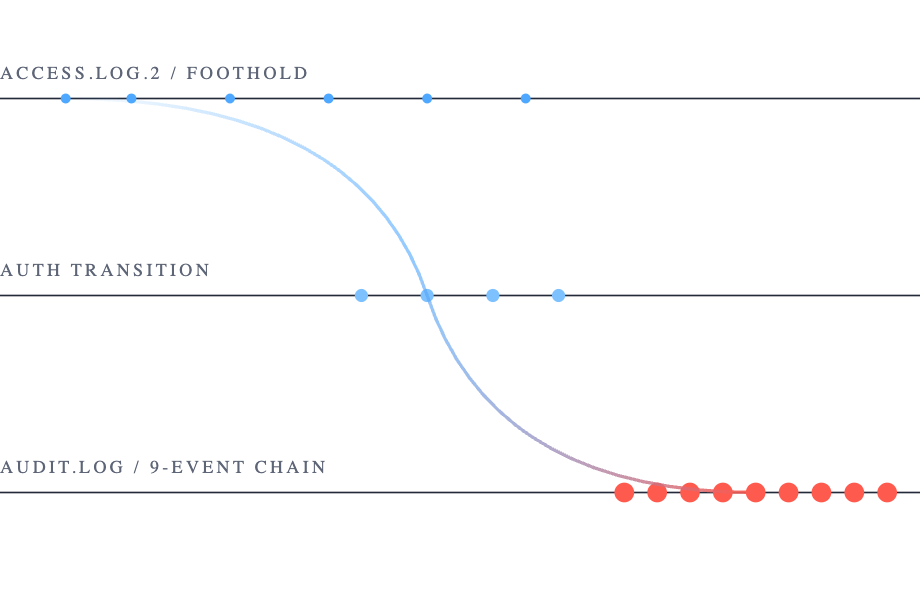 ACCESS.LOG.2 / FOOTHOLD
AUTH TRANSITION
AUDIT.LOG / 9-EVENT CHAIN